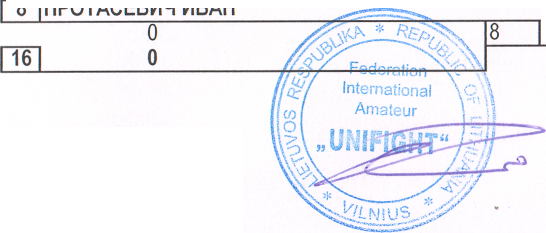 8 ПРОТАСЕВИЧ ИВАН
0 8
16 0
LIETUVOS RESPUBLIKA * REPUBLIC OF LITHUANIA
* VILNIUS *
Federation
International
Amateur
„UNIFIGHT“